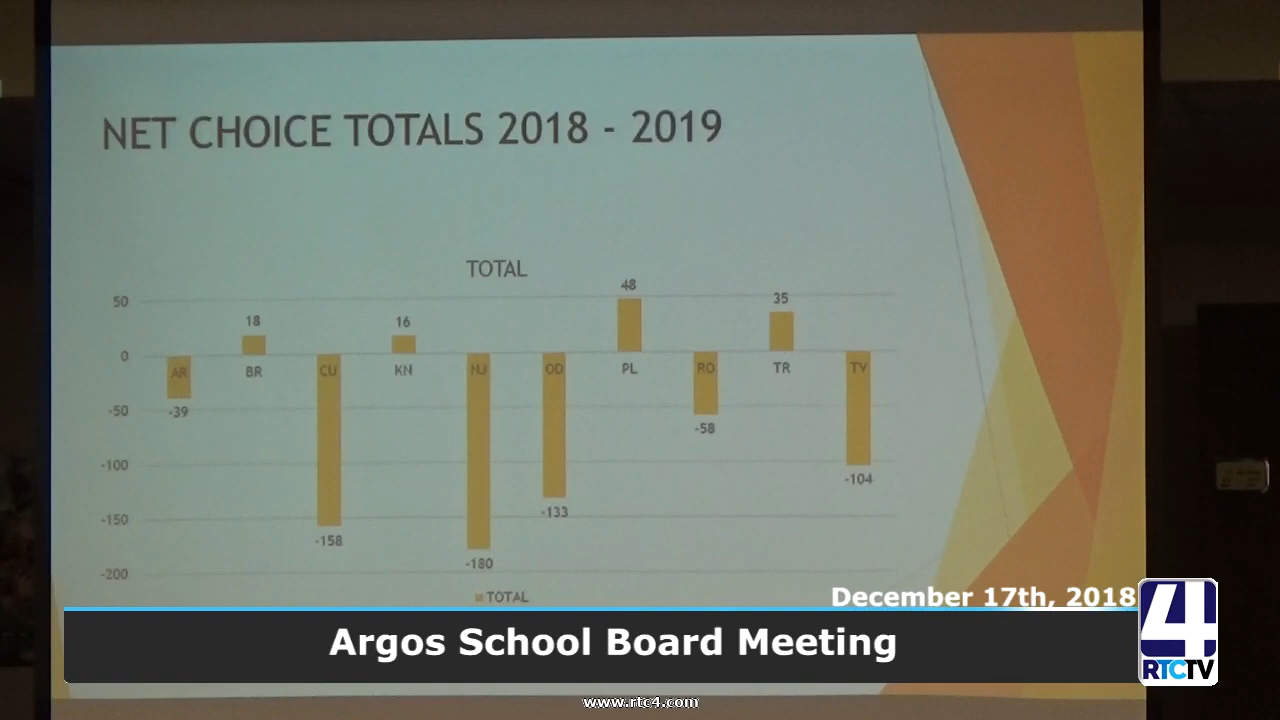 NET CHOICE TOTALS 2018 - 2019
TOTAL
50
0
-50
-100
-150
-200
AR
BR
CU
KN
NJ
OD
PL
RO
TR
TV
-39
18
-158
16
-180
-133
48
-58
35
-104
TOTAL
December 17th, 2018
Argos School Board Meeting
4
RTCTV
www.rtc4.com